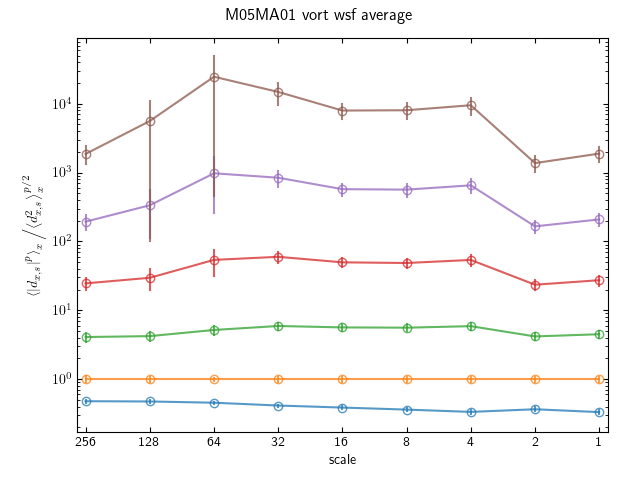 M05MA01 vort wsf average
⟨|d_{x,s}|^p⟩_x / ⟨d_{x,s}^2⟩_x^{p/2}
10^4
10^3
10^2
10^1
10^0
256 128 64 32 16 8 4 2 1
scale